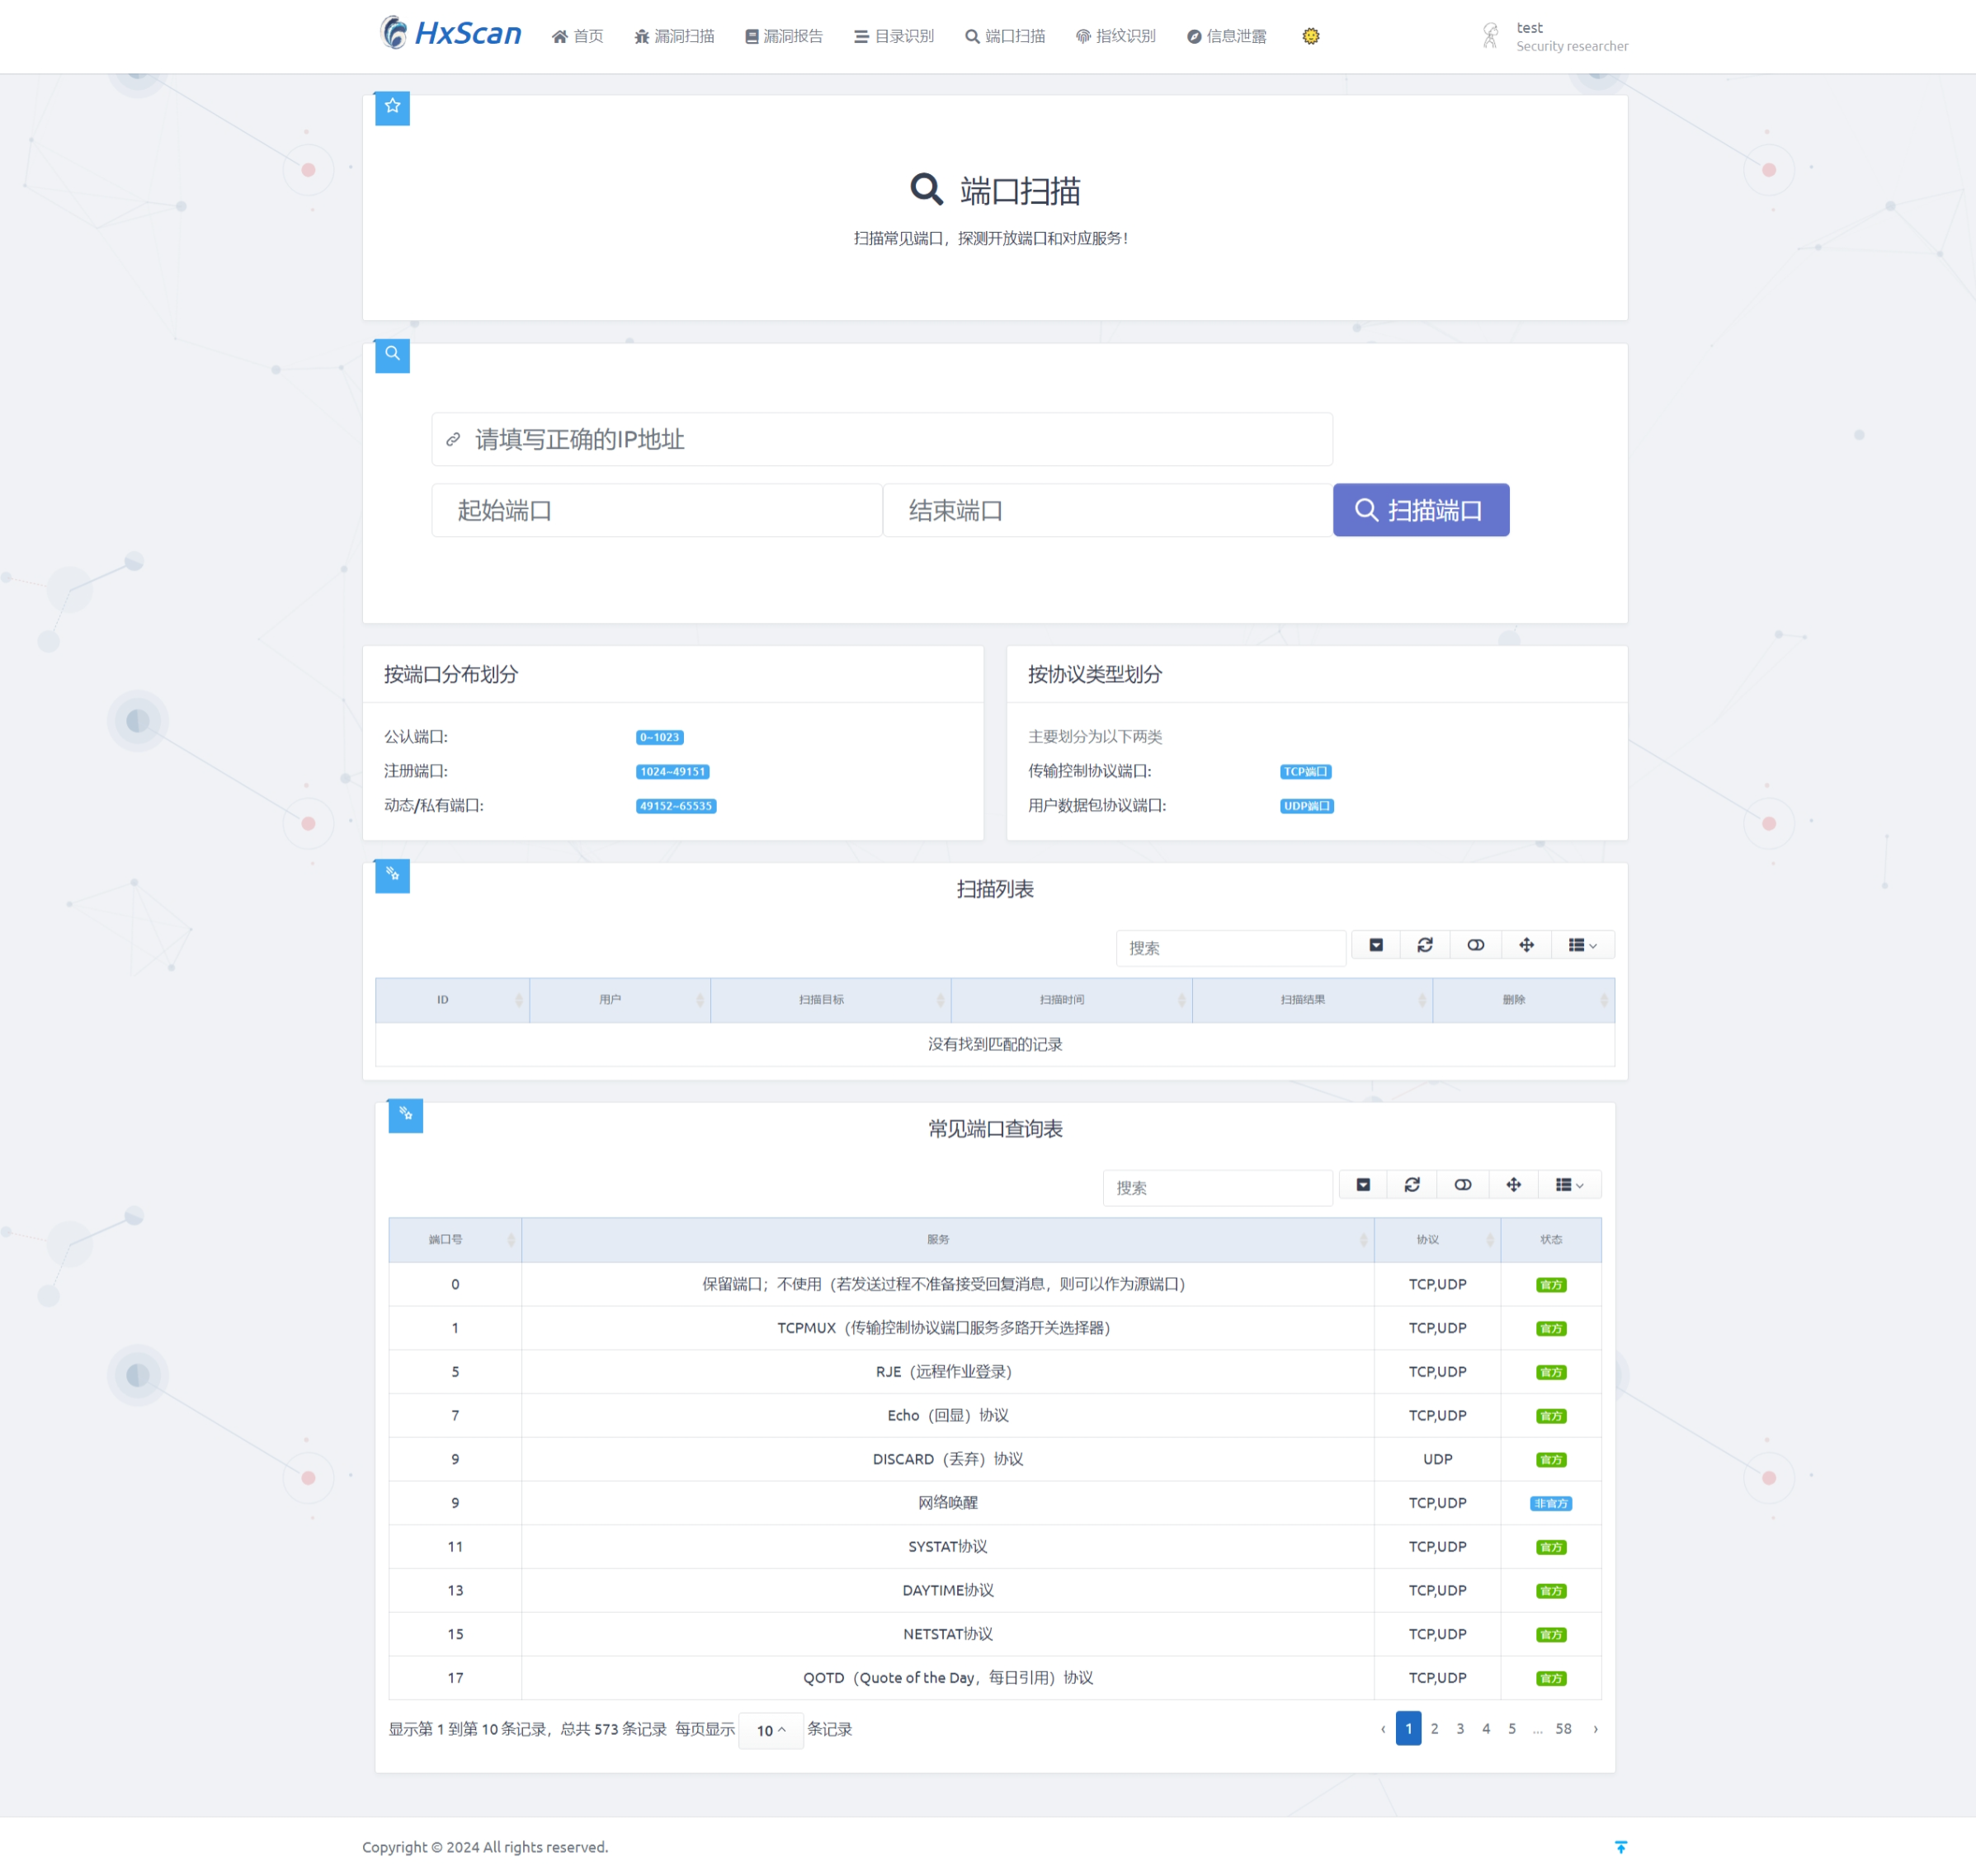 HxScan 首页 漏洞扫描 漏洞报告 目录识别 端口扫描 指纹识别 信息泄露 test
Security researcher
端口扫描
扫描常见端口，探测开放端口和对应服务！
请填写正确的IP地址
起始端口 结束端口 扫描端口
按端口分布划分
公认端口: 0~1023
注册端口: 1024~49151
动态/私有端口: 49152~65535
按协议类型划分
主要划分为以下两类
传输控制协议端口: TCP端口
用户数据包协议端口: UDP端口
扫描列表
搜索
ID 用户 扫描目标 扫描时间 扫描结果 删除
没有找到匹配的记录
常见端口查询表
搜索
端口号 服务 协议 状态
0 保留端口；不使用（若发送过程不准备接受回复消息，则可以作为源端口） TCP,UDP 官方
1 TCPMUX（传输控制协议端口服务多路开关选择器） TCP,UDP 官方
5 RJE（远程作业登录） TCP,UDP 官方
7 Echo（回显）协议 TCP,UDP 官方
9 DISCARD（丢弃）协议 UDP 官方
9 网络唤醒 TCP,UDP 非官方
11 SYSTAT协议 TCP,UDP 官方
13 DAYTIME协议 TCP,UDP 官方
15 NETSTAT协议 TCP,UDP 官方
17 QOTD（Quote of the Day，每日引用）协议 TCP,UDP 官方
显示第 1 到第 10 条记录，总共 573 条记录 每页显示 10 条记录 ‹ 1 2 3 4 5 ... 58 ›
Copyright © 2024 All rights reserved.